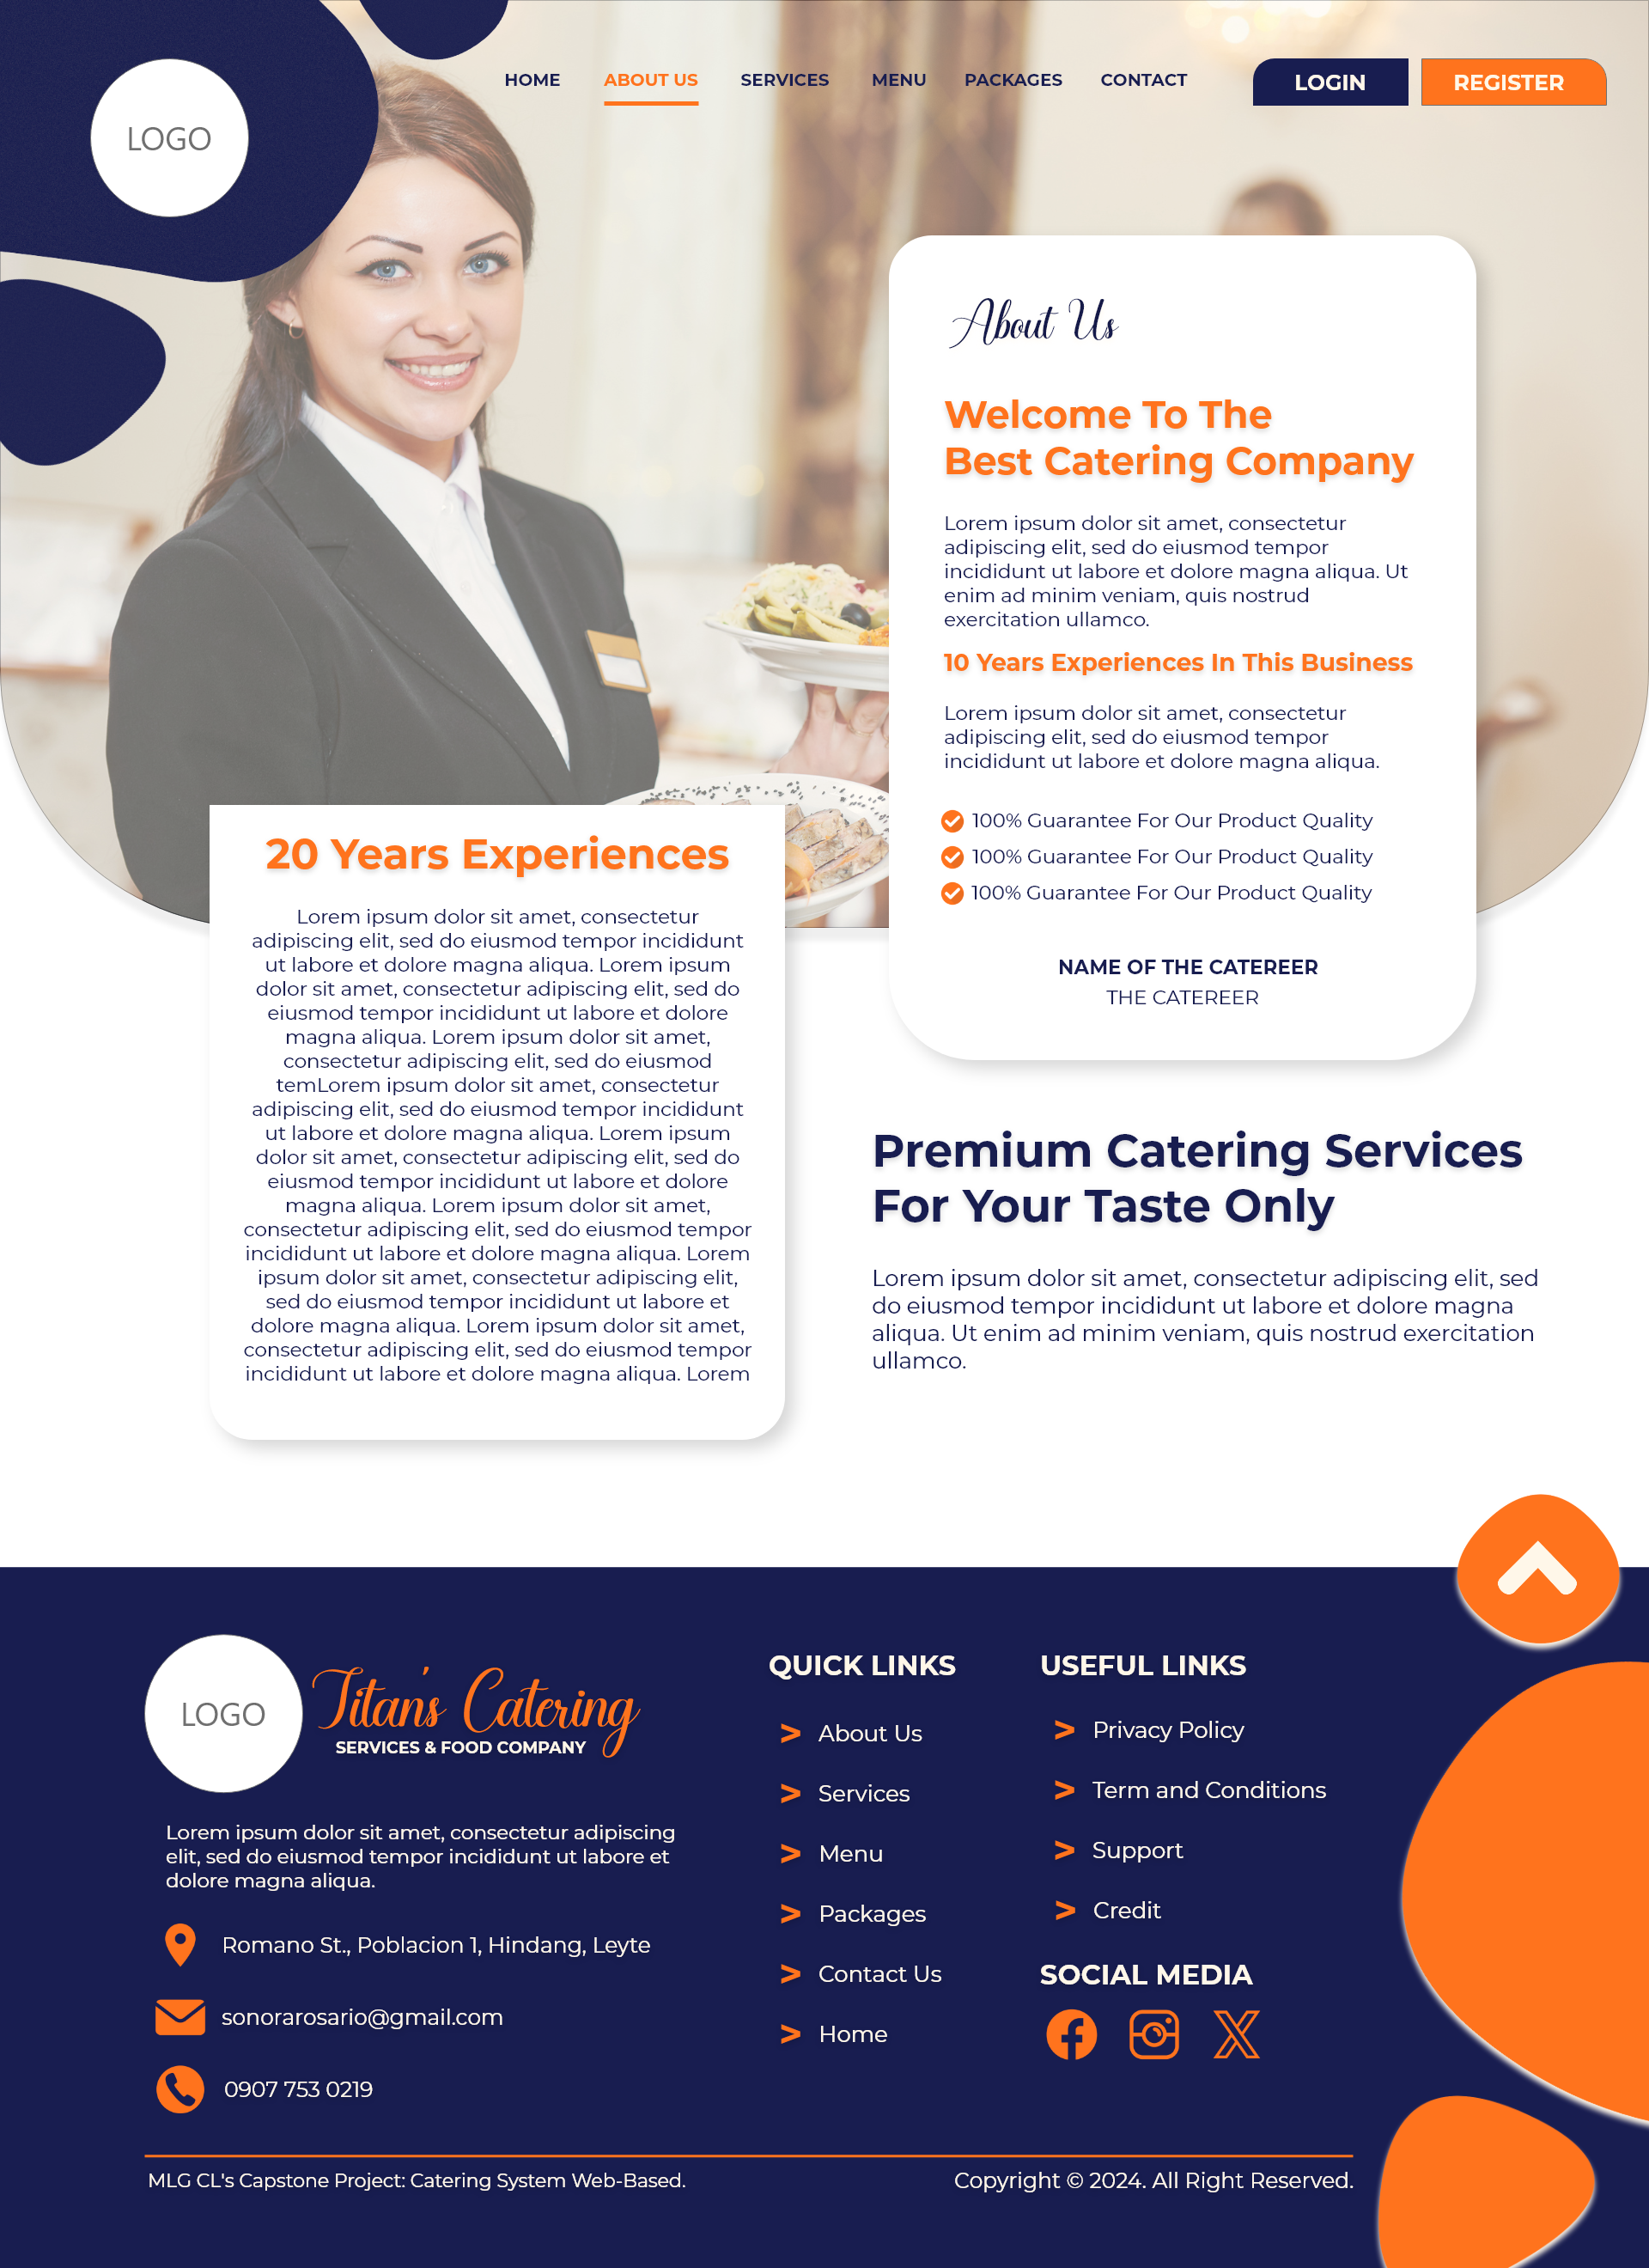 LOGO
HOME
ABOUT US
SERVICES
MENU
PACKAGES
CONTACT
LOGIN
REGISTER
About Us
Welcome To The
Best Catering Company
Lorem ipsum dolor sit amet, consectetur
adipiscing elit, sed do eiusmod tempor
incididunt ut labore et dolore magna aliqua. Ut
enim ad minim veniam, quis nostrud
exercitation ullamco.
10 Years Experiences In This Business
Lorem ipsum dolor sit amet, consectetur
adipiscing elit, sed do eiusmod tempor
incididunt ut labore et dolore magna aliqua.
100% Guarantee For Our Product Quality
100% Guarantee For Our Product Quality
100% Guarantee For Our Product Quality
NAME OF THE CATEREER
THE CATEREER
20 Years Experiences
Lorem ipsum dolor sit amet, consectetur
adipiscing elit, sed do eiusmod tempor incididunt
ut labore et dolore magna aliqua. Lorem ipsum
dolor sit amet, consectetur adipiscing elit, sed do
eiusmod tempor incididunt ut labore et dolore
magna aliqua. Lorem ipsum dolor sit amet,
consectetur adipiscing elit, sed do eiusmod
temLorem ipsum dolor sit amet, consectetur
adipiscing elit, sed do eiusmod tempor incididunt
ut labore et dolore magna aliqua. Lorem ipsum
dolor sit amet, consectetur adipiscing elit, sed do
eiusmod tempor incididunt ut labore et dolore
magna aliqua. Lorem ipsum dolor sit amet,
consectetur adipiscing elit, sed do eiusmod tempor
incididunt ut labore et dolore magna aliqua. Lorem
ipsum dolor sit amet, consectetur adipiscing elit,
sed do eiusmod tempor incididunt ut labore et
dolore magna aliqua. Lorem ipsum dolor sit amet,
consectetur adipiscing elit, sed do eiusmod tempor
incididunt ut labore et dolore magna aliqua. Lorem
Premium Catering Services
For Your Taste Only
Lorem ipsum dolor sit amet, consectetur adipiscing elit, sed
do eiusmod tempor incididunt ut labore et dolore magna
aliqua. Ut enim ad minim veniam, quis nostrud exercitation
ullamco.
LOGO
Titan's Catering
SERVICES & FOOD COMPANY
Lorem ipsum dolor sit amet, consectetur adipiscing
elit, sed do eiusmod tempor incididunt ut labore et
dolore magna aliqua.
Romano St., Poblacion 1, Hindang, Leyte
sonorarosario@gmail.com
0907 753 0219
QUICK LINKS
> About Us
> Services
> Menu
> Packages
> Contact Us
> Home
USEFUL LINKS
> Privacy Policy
> Term and Conditions
> Support
> Credit
SOCIAL MEDIA
MLG CL's Capstone Project: Catering System Web-Based.
Copyright © 2024. All Right Reserved.